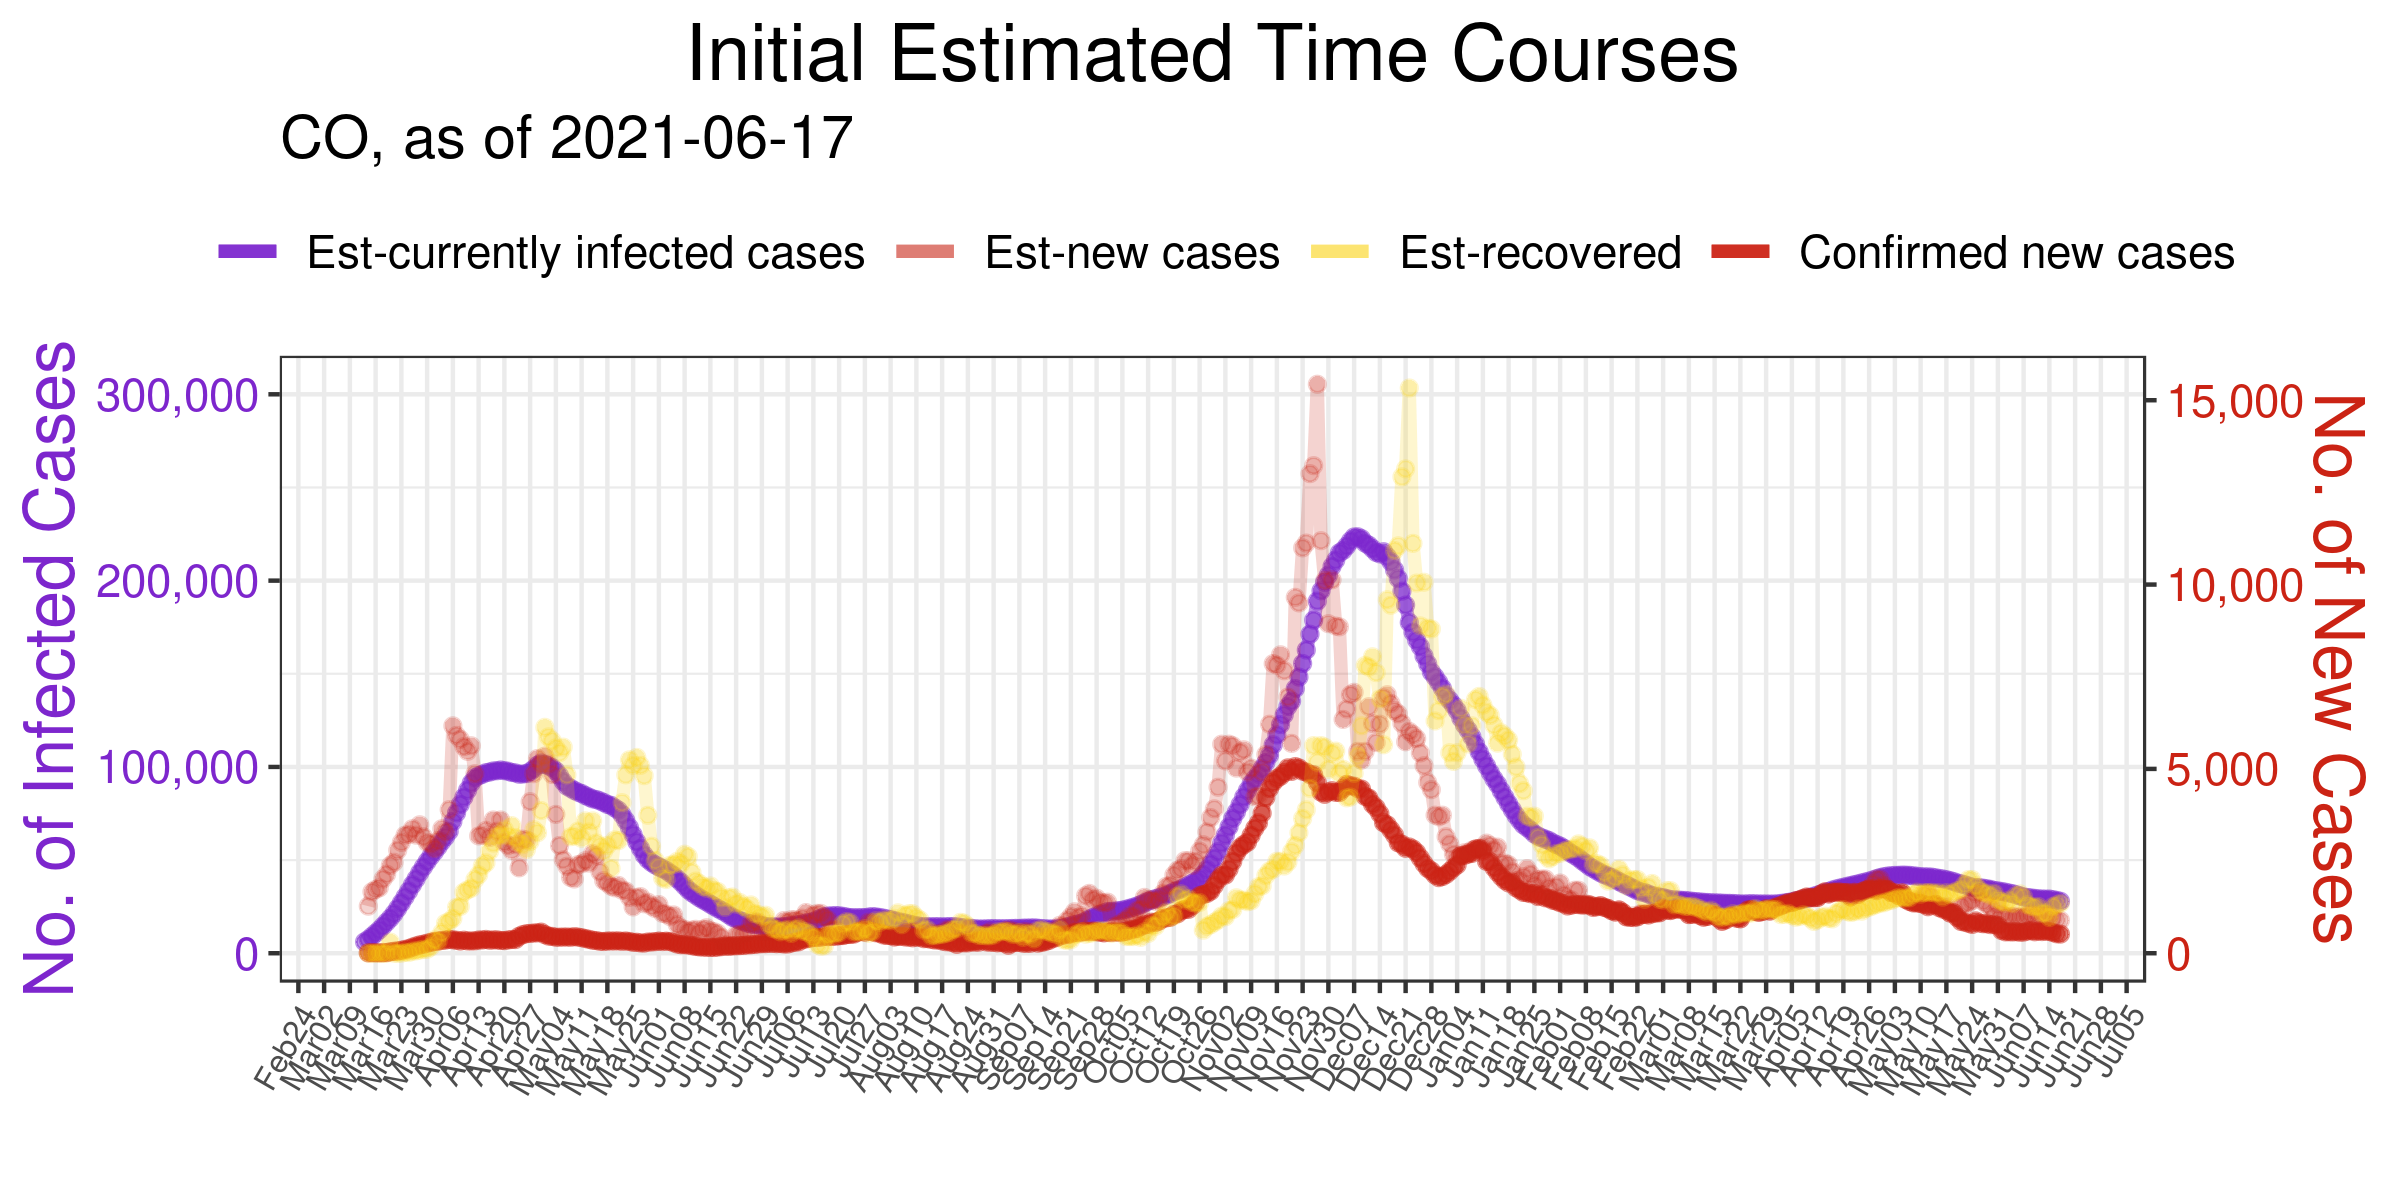 Initial Estimated Time Courses
CO, as of 2021-06-17
Est-currently infected cases
Est-new cases
Est-recovered
Confirmed new cases
No. of Infected Cases
300,000
200,000
100,000
0
15,000
10,000
5,000
0
No. of New Cases
Feb24
Mar02
Mar09
Mar16
Mar23
Mar30
Apr06
Apr13
Apr20
Apr27
May04
May11
May18
May25
Jun01
Jun08
Jun15
Jun22
Jun29
Jul06
Jul13
Jul20
Jul27
Aug03
Aug10
Aug17
Aug24
Aug31
Sep07
Sep14
Sep21
Sep28
Oct05
Oct12
Oct19
Oct26
Nov02
Nov09
Nov16
Nov23
Nov30
Dec07
Dec14
Dec21
Dec28
Jan04
Jan11
Jan18
Jan25
Feb01
Feb08
Feb15
Feb22
Mar01
Mar08
Mar15
Mar22
Mar29
Apr05
Apr12
Apr19
Apr26
May03
May10
May17
May24
May31
Jun07
Jun14
Jun21
Jun28
Jul05